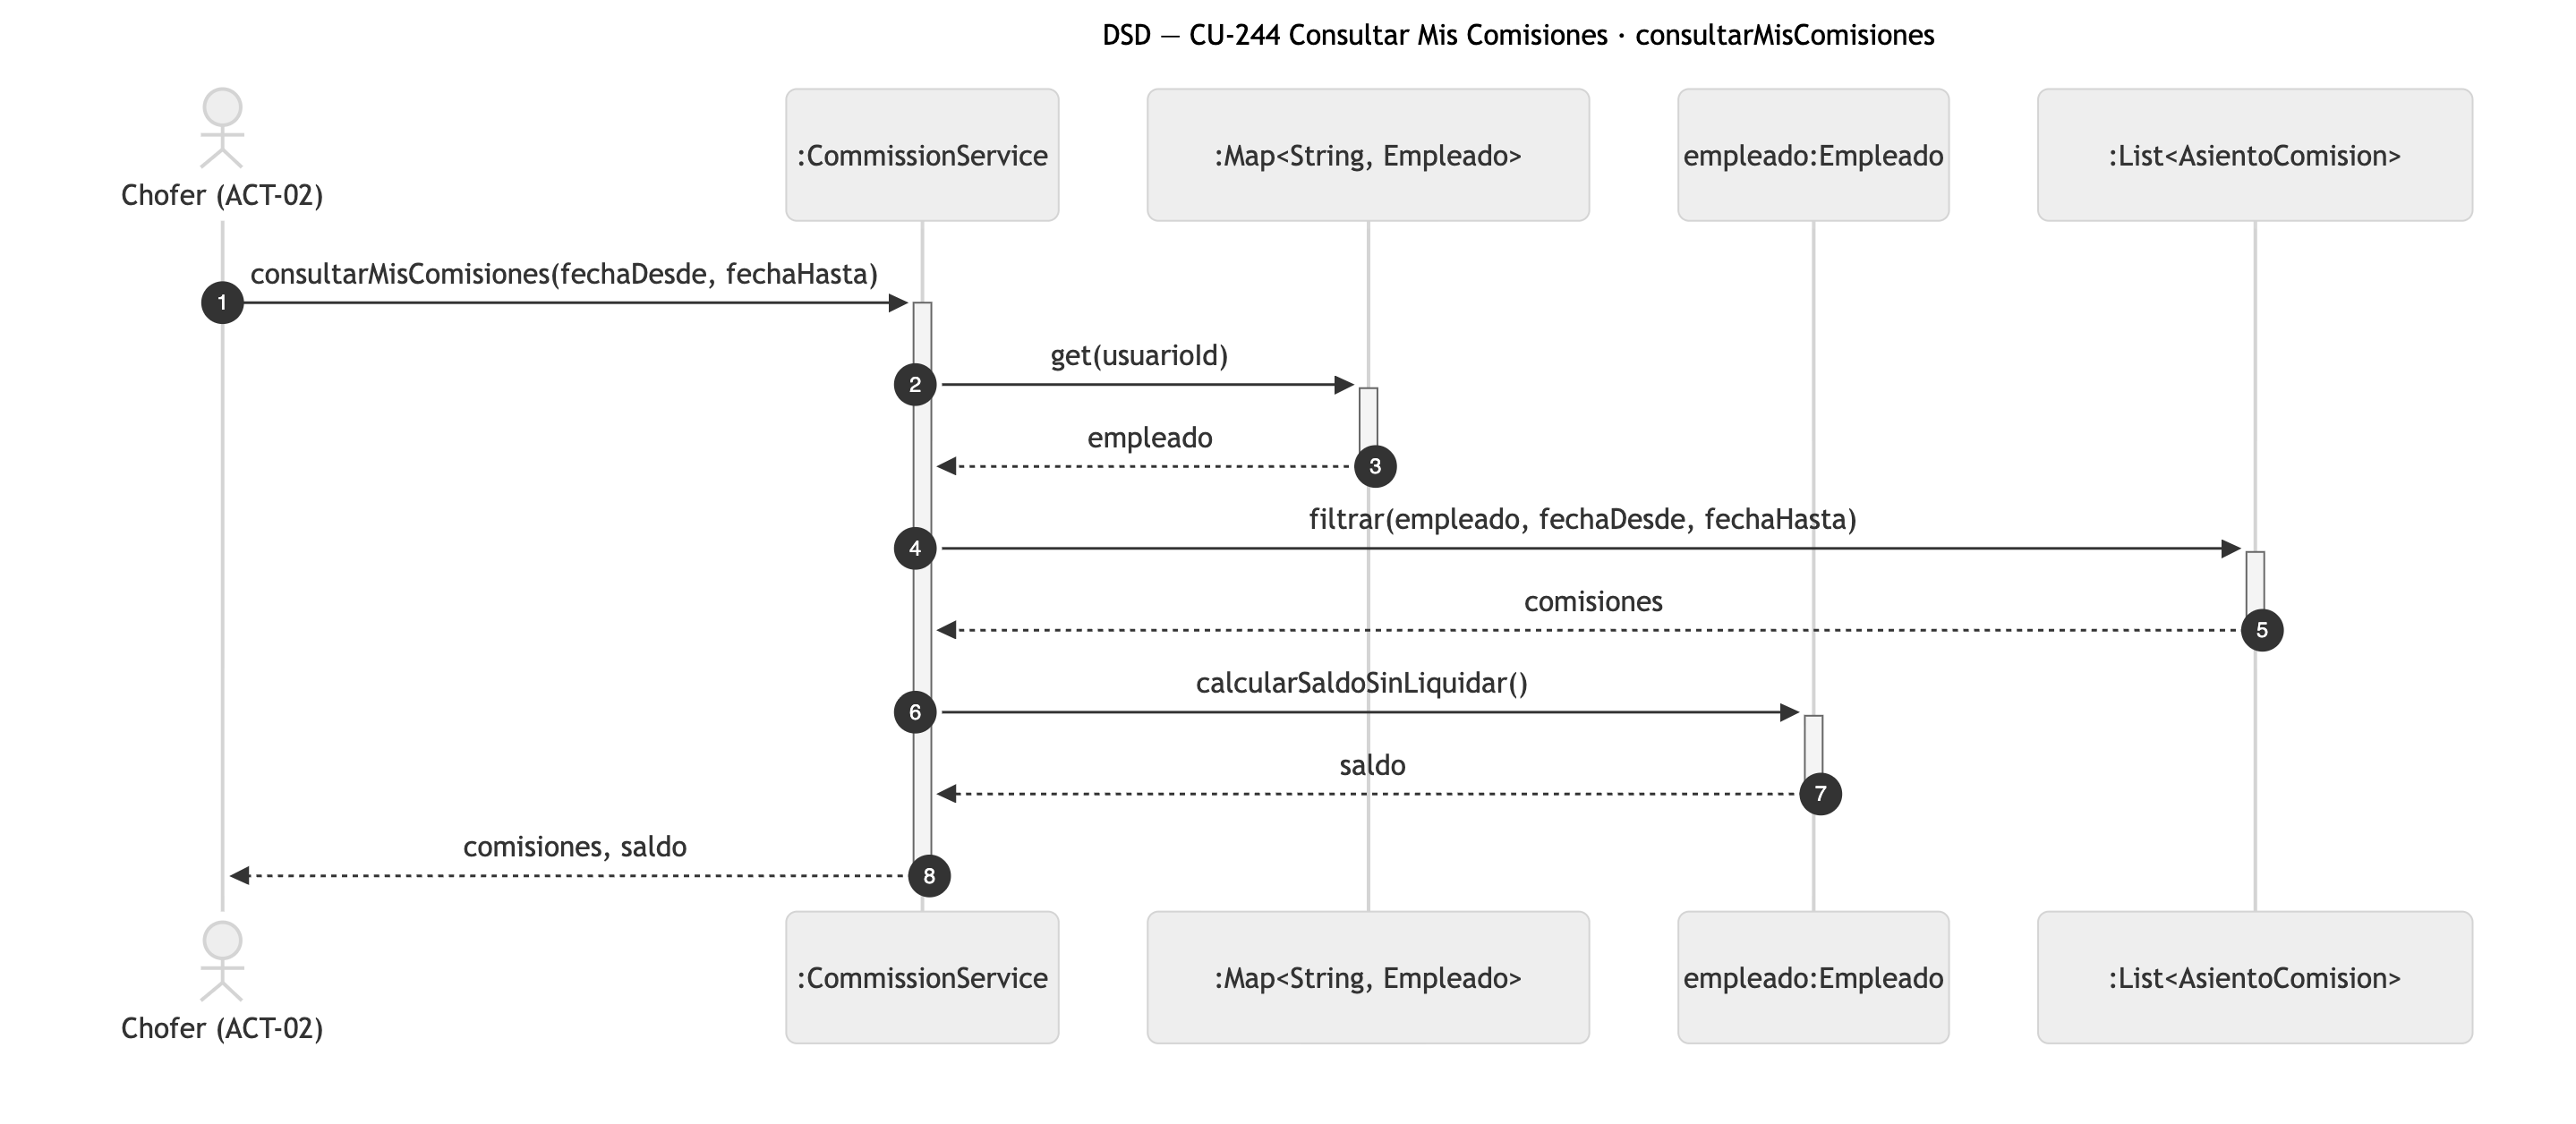 DSD — CU-244 Consultar Mis Comisiones · consultarMisComisiones
Chofer (ACT-02)
:CommissionService
:Map<String, Empleado>
empleado:Empleado
:List<AsientoComision>
consultarMisComisiones(fechaDesde, fechaHasta)
1
get(usuarioId)
2
empleado
3
filtrar(empleado, fechaDesde, fechaHasta)
4
comisiones
5
calcularSaldoSinLiquidar()
6
saldo
7
comisiones, saldo
8
Chofer (ACT-02)
:CommissionService
:Map<String, Empleado>
empleado:Empleado
:List<AsientoComision>